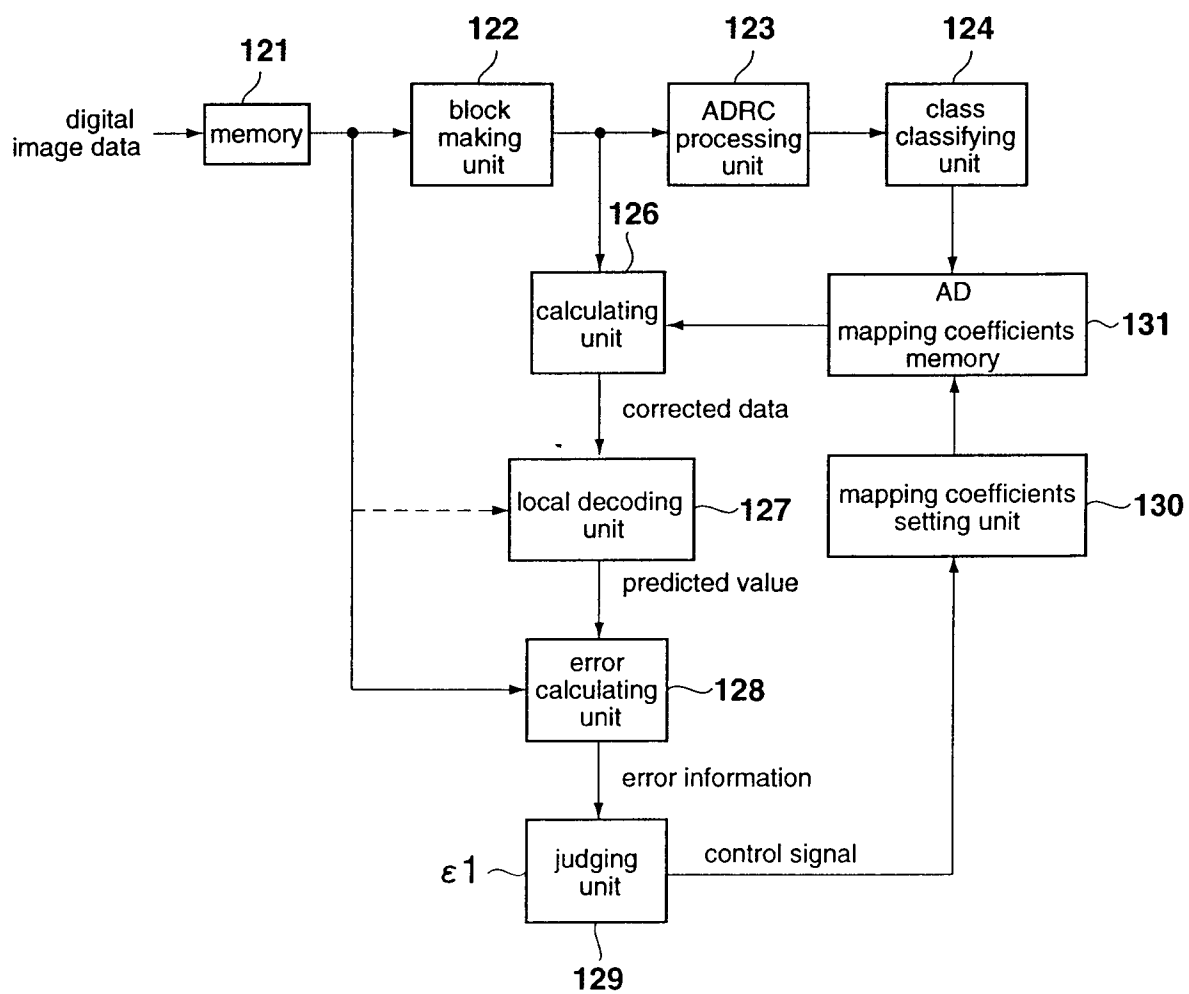 121
122
123
124
digital
image data
memory
block
making
unit
ADRC
processing
unit
class
classifying
unit
126
calculating
unit
AD
mapping coefficients
memory
131
corrected data
local decoding
unit
127
mapping coefficients
setting unit
130
predicted value
error
calculating
unit
128
error information
ε1
judging
unit
control signal
129